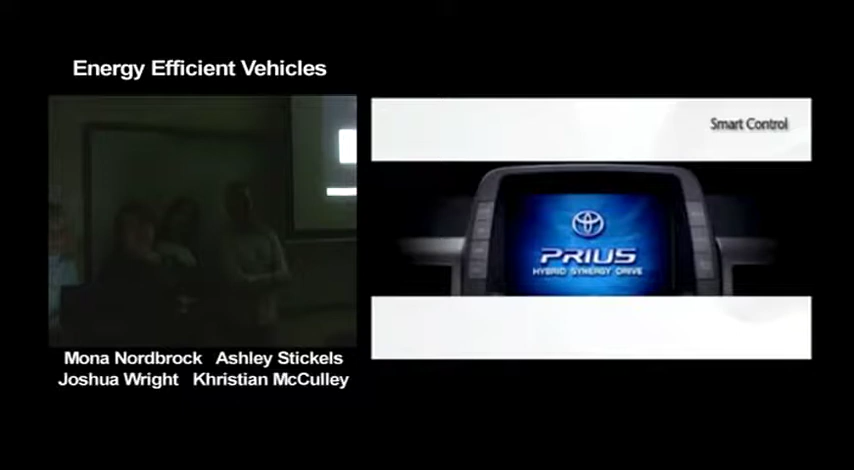 Energy Efficient Vehicles
Smart Control
PRIUS
HYBRID SYNERGY DRIVE
Mona Nordbrock Ashley Stickels
Joshua Wright Khristian McCulley